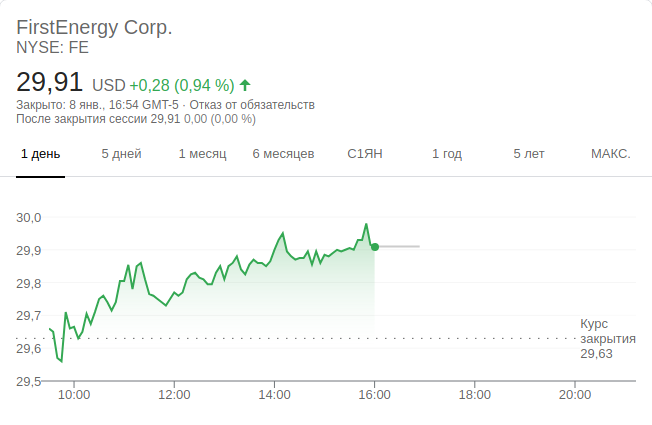 FirstEnergy Corp.
NYSE: FE
29,91 USD +0,28 (0,94 %)
Закрыто: 8 янв., 16:54 GMT-5 · Отказ от обязательств
После закрытия сессии 29,91 0,00 (0,00 %)
1 день 5 дней 1 месяц 6 месяцев С1ЯН 1 год 5 лет МАКС.
30,0
29,9
29,8
29,7
29,6
29,5
Курс
закрытия
29,63
10:00 12:00 14:00 16:00 18:00 20:00